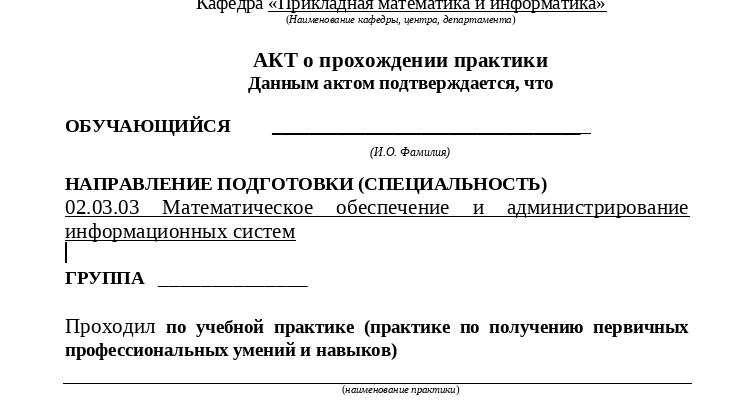 Кафедра «Прикладная математика и информатика»
(Наименование кафедры, центра, департамента)
АКТ о прохождении практики
Данным актом подтверждается, что
ОБУЧАЮЩИЙСЯ
(И.О. Фамилия)
НАПРАВЛЕНИЕ ПОДГОТОВКИ (СПЕЦИАЛЬНОСТЬ)
02.03.03 Математическое обеспечение и администрирование
информационных систем
ГРУППА
Проходил по учебной практике (практике по получению первичных
профессиональных умений и навыков)
(наименование практики)